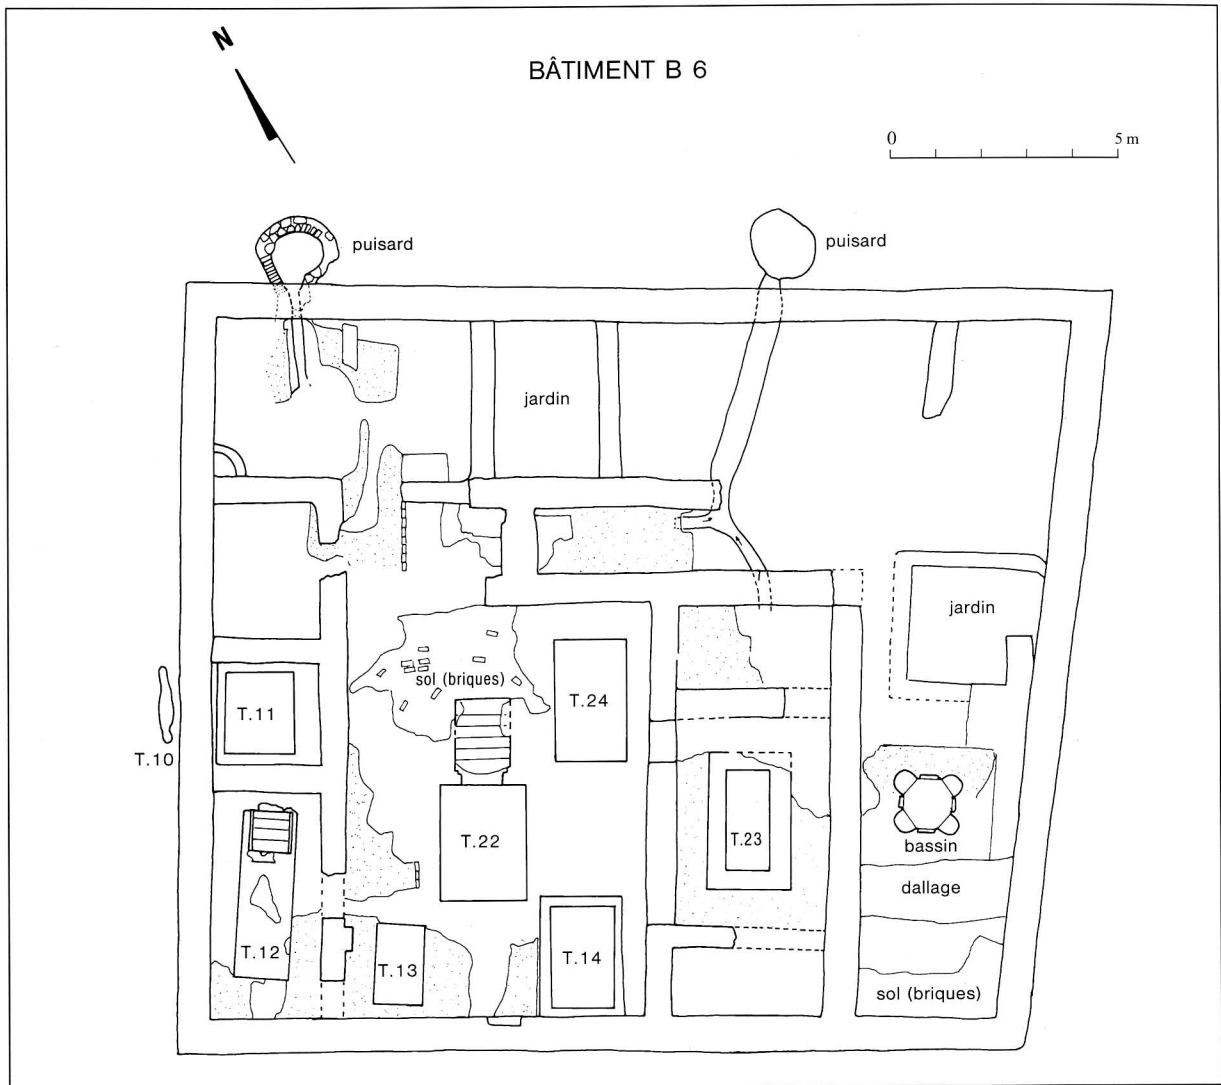 N
BÂTIMENT B 6
0 5 m
puisard
puisard
jardin
jardin
sol (briques)
T.24
T.11
T.10
T.22
T.23
bassin
dallage
T.12
T.13
T.14
sol (briques)